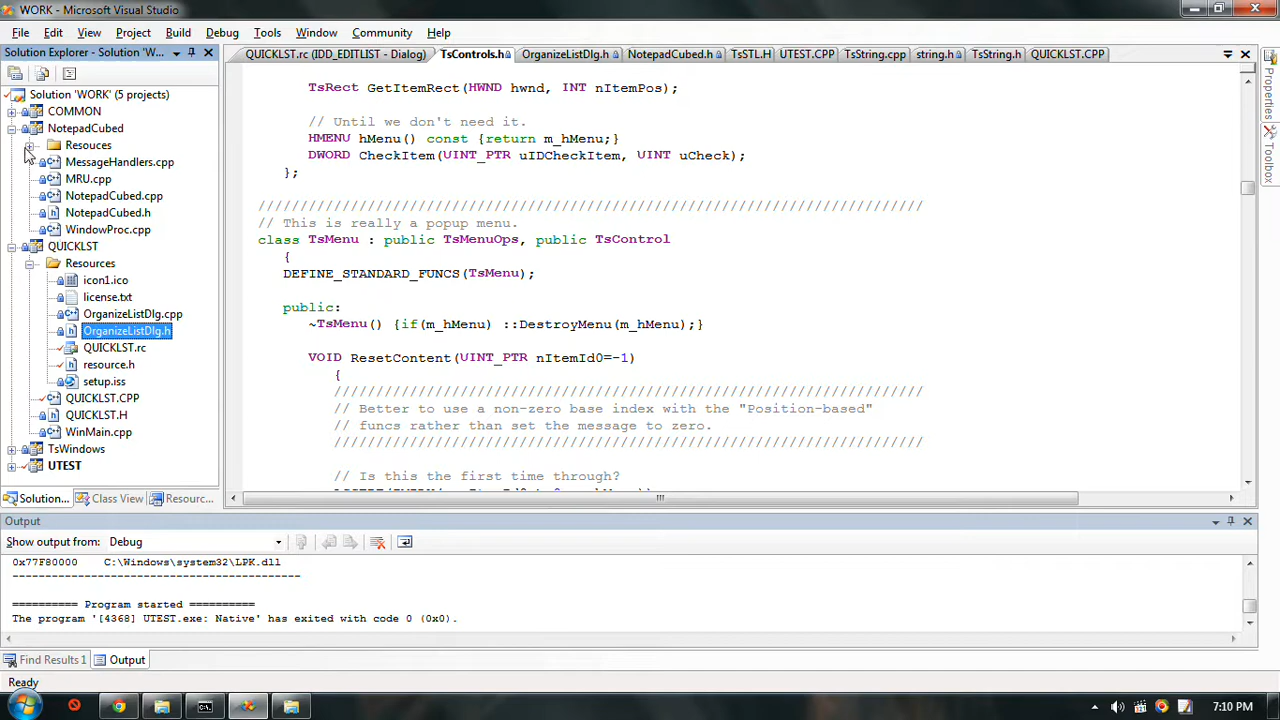 WORK - Microsoft Visual Studio
File Edit View Project Build Debug Tools Window Community Help
Solution Explorer - Solution 'W...
QUICKLST.rc (IDD_EDITLIST - Dialog) TsControls.h OrganizeListDlg.h NotepadCubed.h TsSTL.H UTEST.CPP TsString.cpp string.h TsString.h QUICKLST.CPP
Solution 'WORK' (5 projects)
COMMON
NotepadCubed
Resouces
MessageHandlers.cpp
MRU.cpp
NotepadCubed.cpp
NotepadCubed.h
WindowProc.cpp
QUICKLST
Resources
icon1.ico
license.txt
OrganizeListDlg.cpp
OrganizeListDlg.h
QUICKLST.rc
resource.h
setup.iss
QUICKLST.CPP
QUICKLST.H
WinMain.cpp
TsWindows
UTEST
Solution... Class View Resourc...
TsRect GetItemRect(HWND hwnd, INT nItemPos);
// Until we don't need it.
HMENU hMenu() const {return m_hMenu;}
DWORD CheckItem(UINT_PTR uIDCheckItem, UINT uCheck);
};
///////////////////////////////////////////////////////////////////////////////
// This is really a popup menu.
class TsMenu : public TsMenuOps, public TsControl
{
DEFINE_STANDARD_FUNCS(TsMenu);
public:
~TsMenu() {if(m_hMenu) ::DestroyMenu(m_hMenu);}
VOID ResetContent(UINT_PTR nItemId0=-1)
{
//////////////////////////////////////////////////////////////////////
// Better to use a non-zero base index with the "Position-based"
// funcs rather than set the message to zero.
//////////////////////////////////////////////////////////////////////
// Is this the first time through?
Properties
Toolbox
Output
Show output from: Debug
0x77F80000 C:\Windows\system32\LPK.dll
-----------------------------------------
========== Program started ==========
The program '[4368] UTEST.exe: Native' has exited with code 0 (0x0).
Find Results 1 Output
Ready
7:10 PM